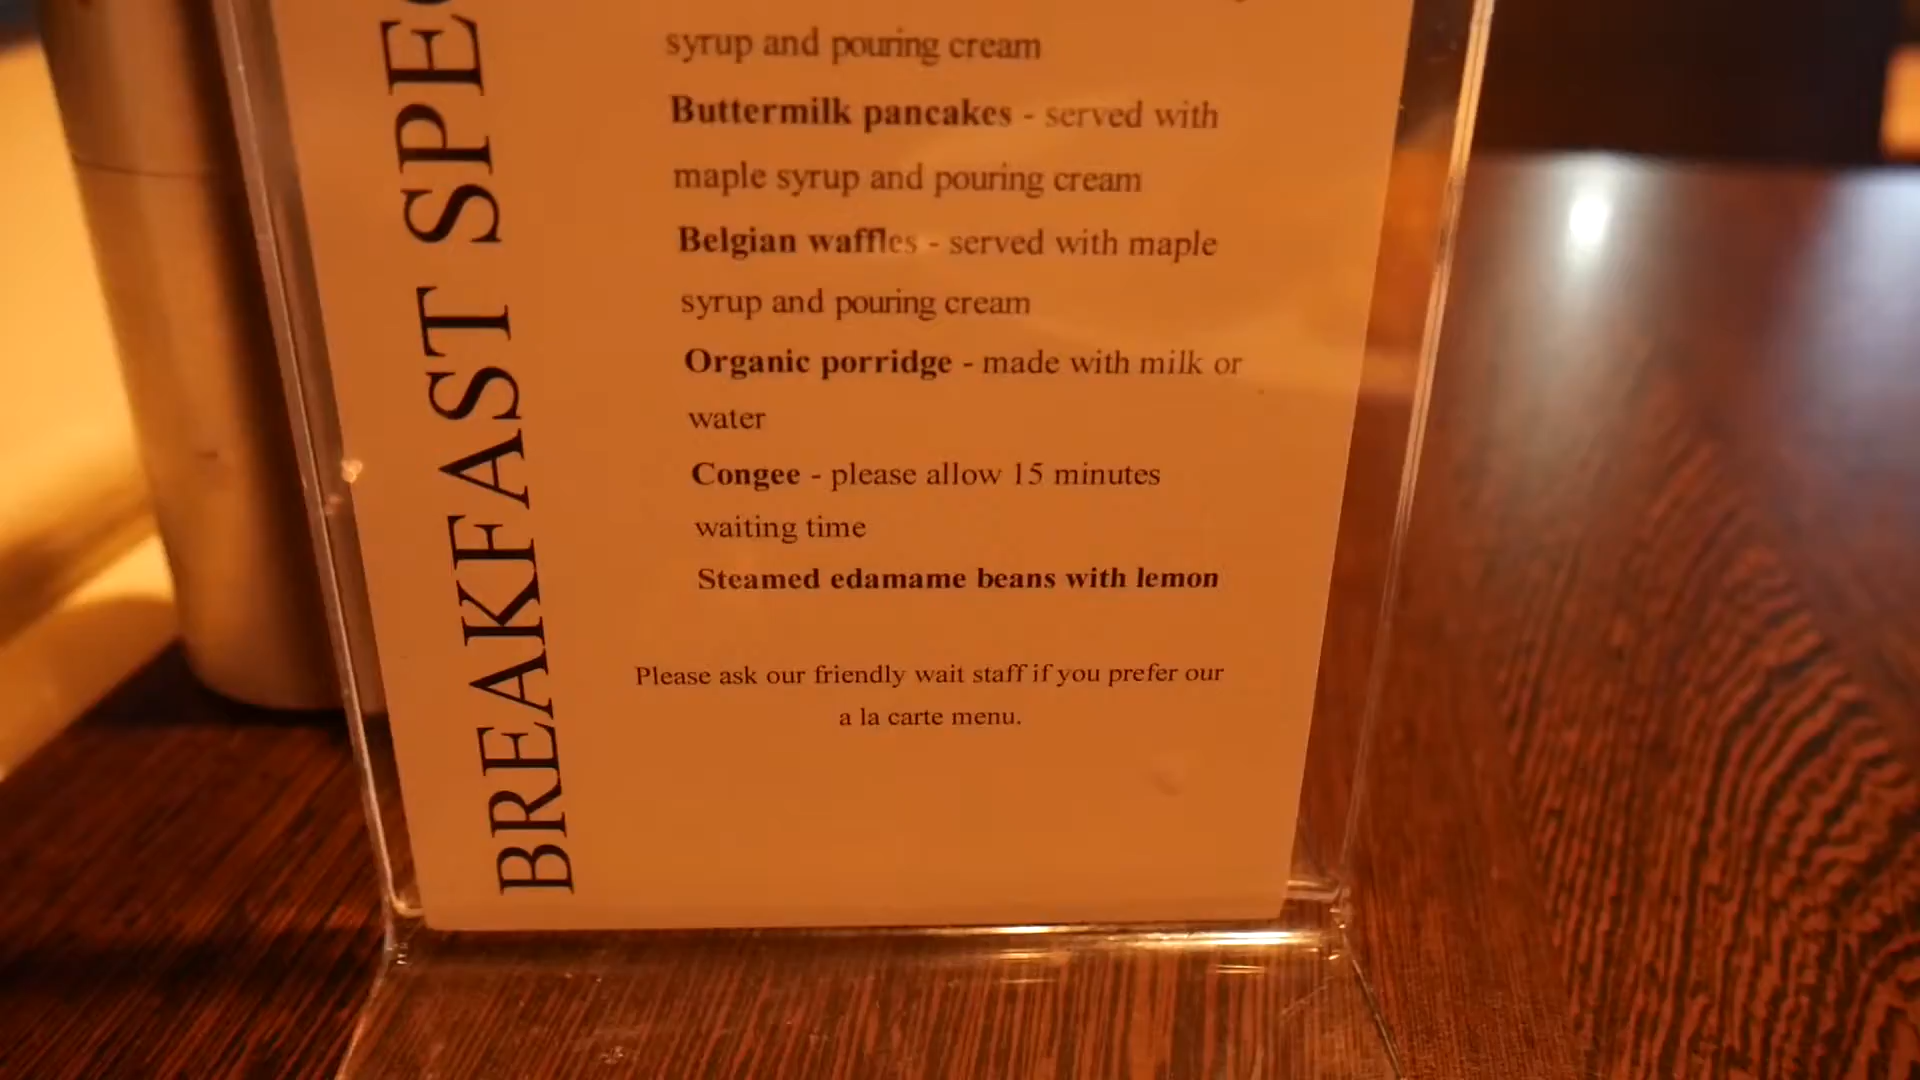 syrup and pouring cream
Buttermilk pancakes - served with
maple syrup and pouring cream
Belgian waffles - served with maple
syrup and pouring cream
Organic porridge - made with milk or
water
Congee - please allow 15 minutes
waiting time
Steamed edamame beans with lemon
Please ask our friendly wait staff if you prefer our
a la carte menu.
BREAKFAST SPE